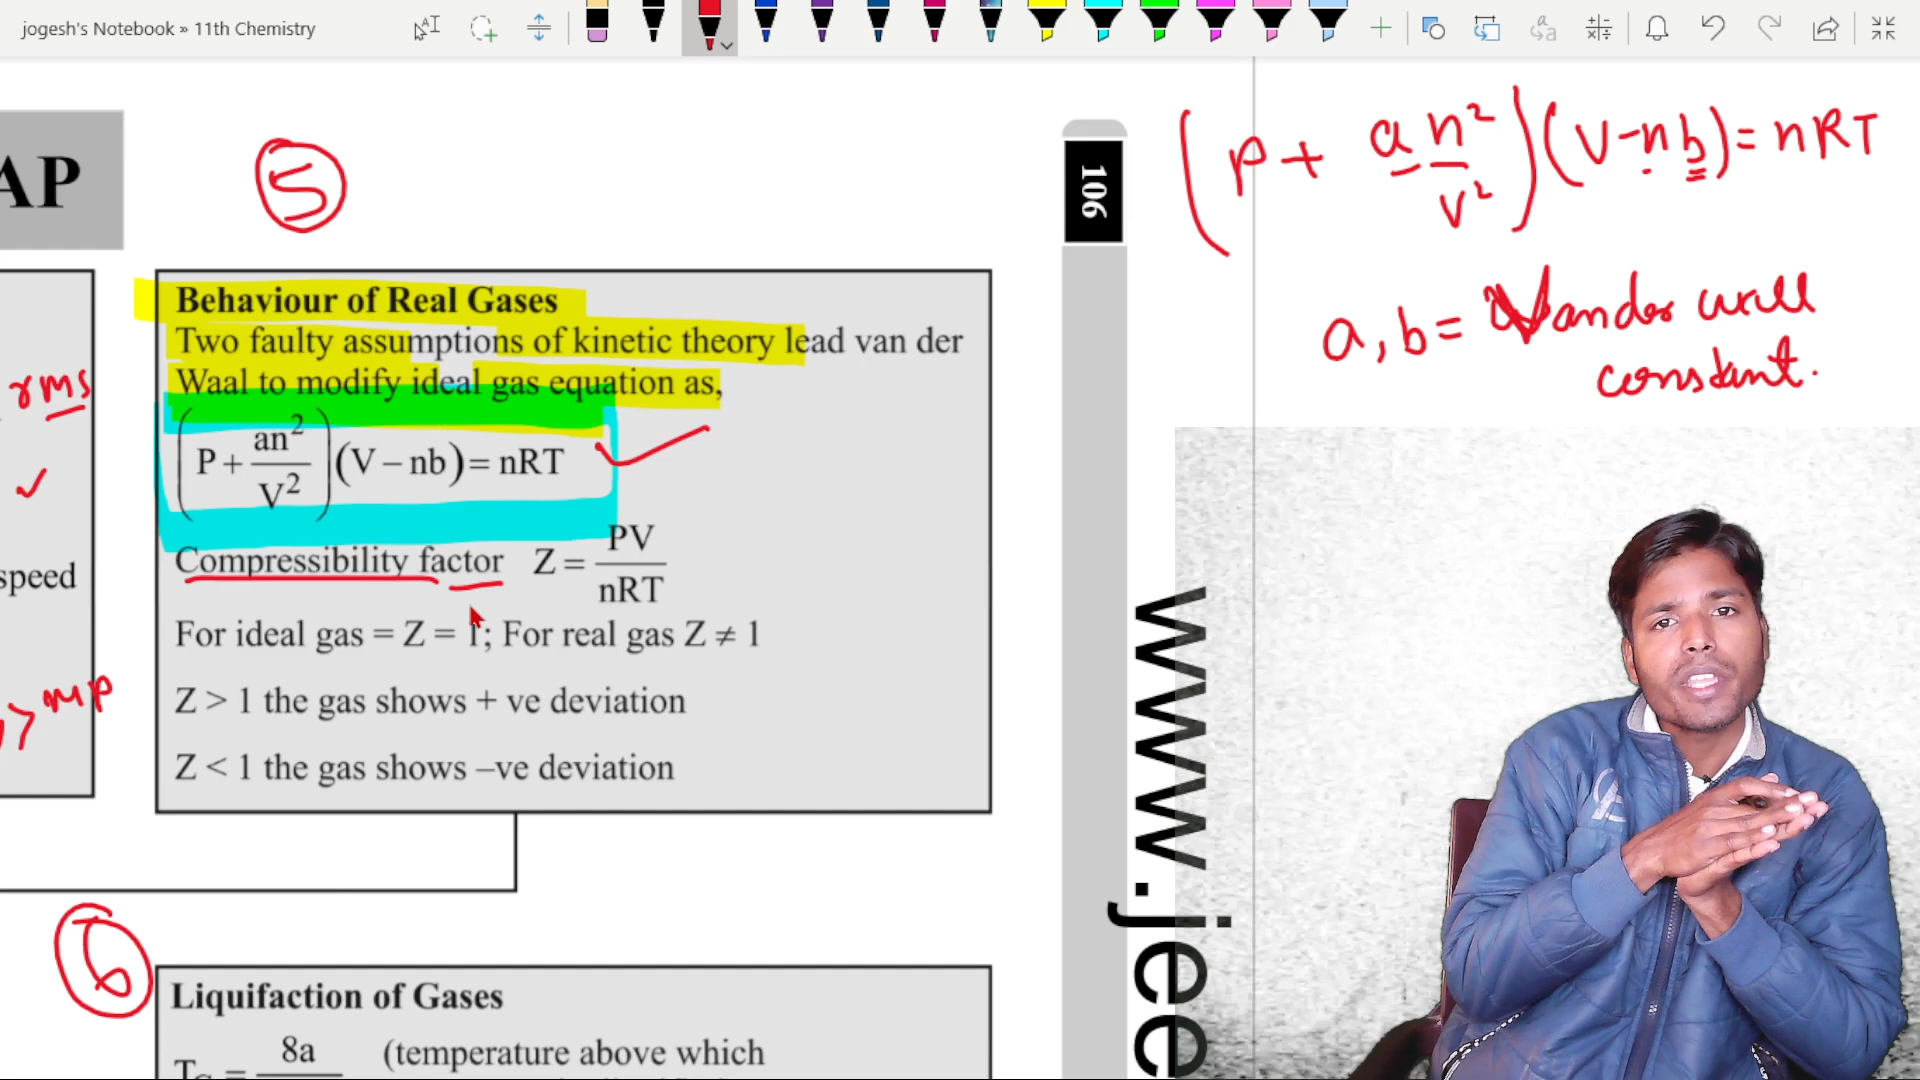 jogesh's Notebook » 11th Chemistry
AP
5
106
(P + an²/V²)(V-nb) = nRT
a, b = Vander wall
constant.
rms
speed
> mp
Behaviour of Real Gases
Two faulty assumptions of kinetic theory lead van der
Waal to modify ideal gas equation as,
(P + an²/V²)(V – nb) = nRT
Compressibility factor Z = PV/nRT
For ideal gas = Z = 1; For real gas Z ≠ 1
Z > 1 the gas shows + ve deviation
Z < 1 the gas shows –ve deviation
6
Liquifaction of Gases
8a (temperature above which
www.jee